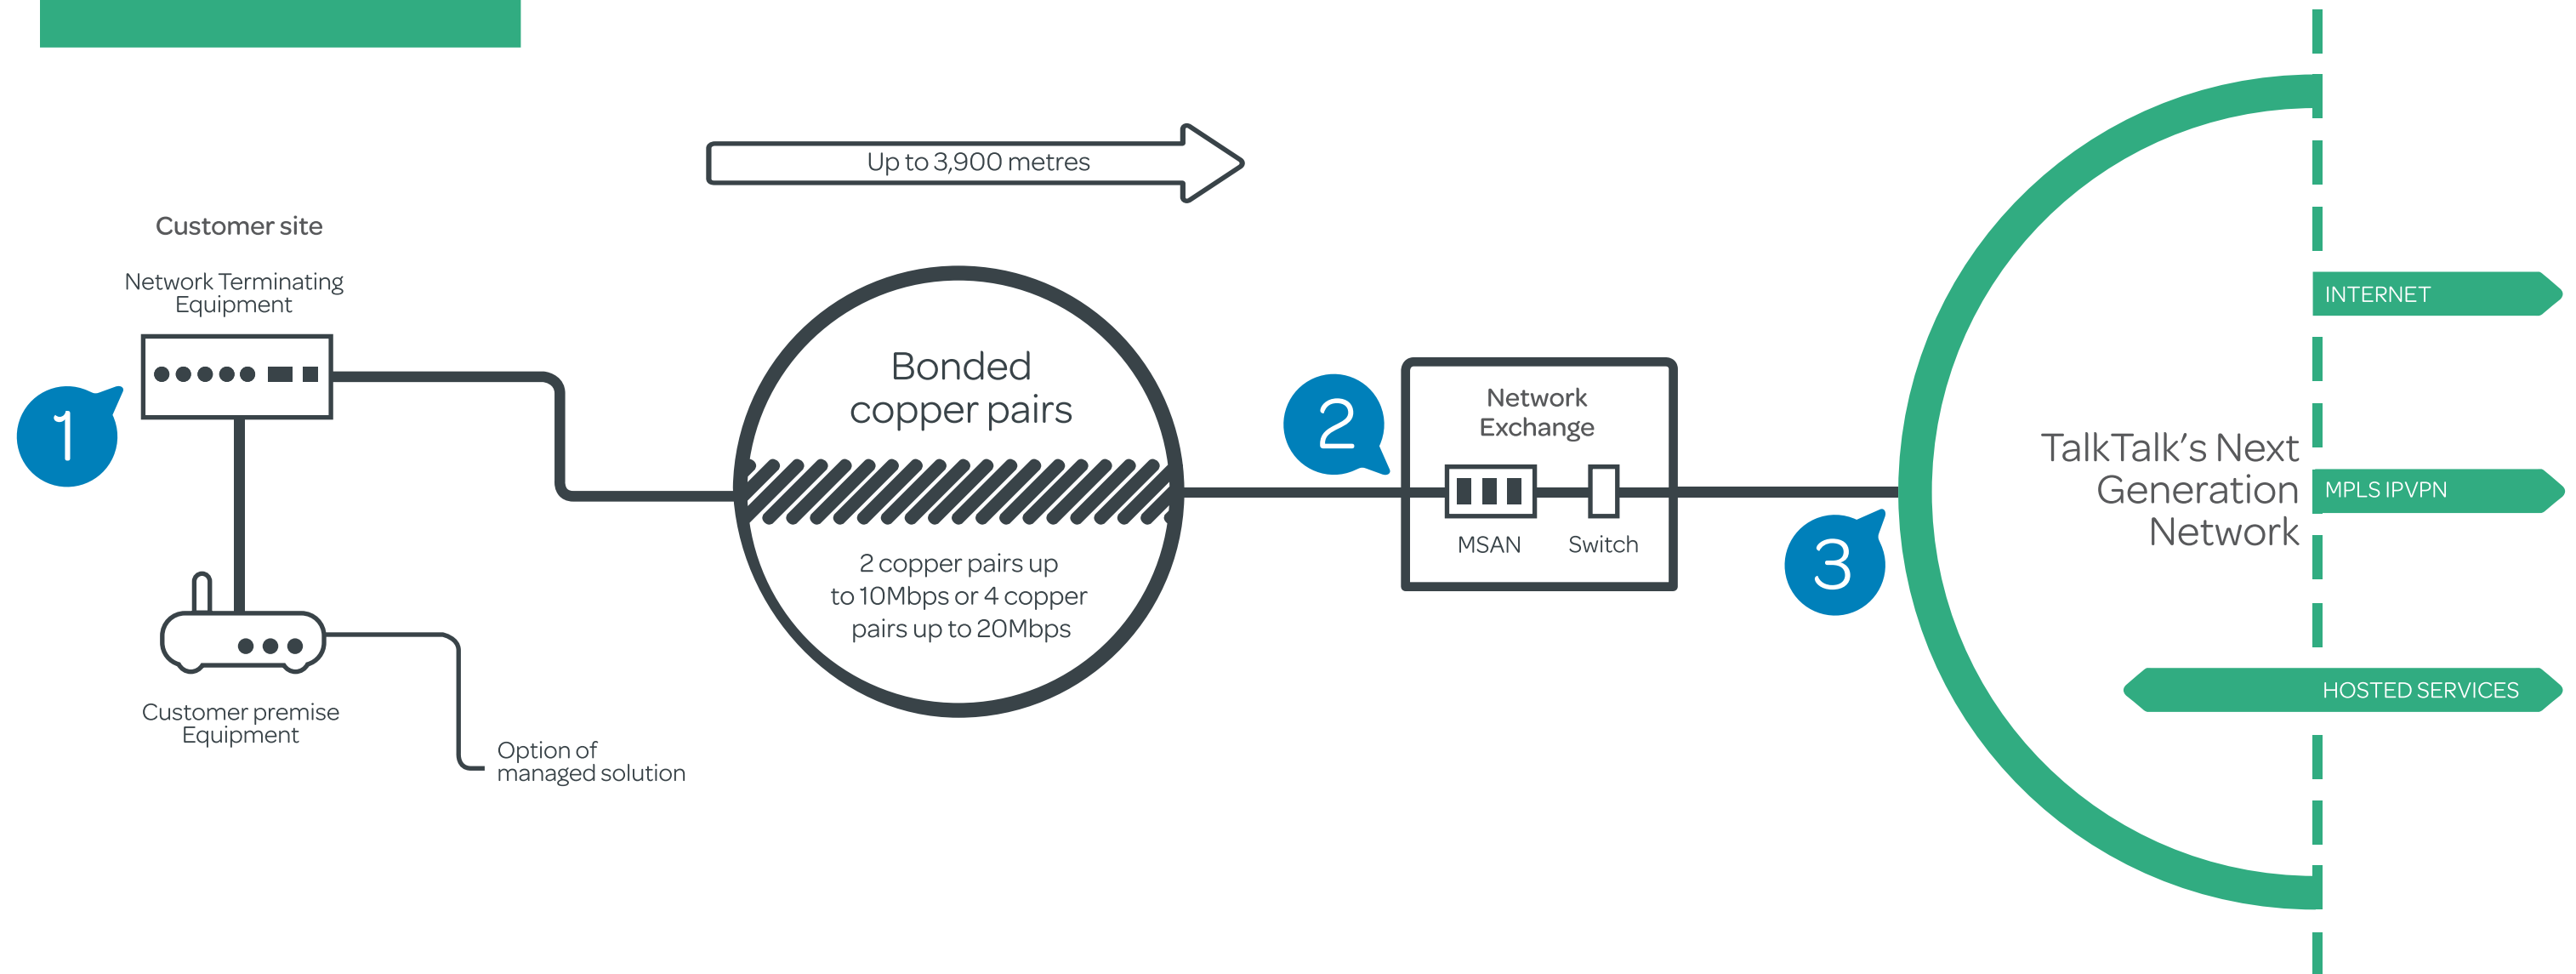 Up to 3,900 metres
Customer site
Network Terminating
Equipment
1
Customer premise
Equipment
Option of
managed solution
Bonded
copper pairs
2 copper pairs up
to 10Mbps or 4 copper
pairs up to 20Mbps
2
Network
Exchange
MSAN
Switch
3
TalkTalk's Next
Generation
Network
INTERNET
MPLS IPVPN
HOSTED SERVICES